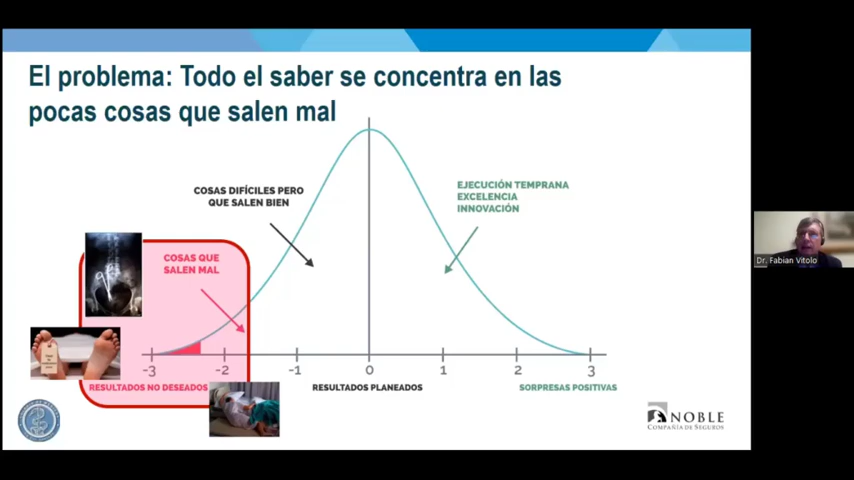 El problema: Todo el saber se concentra en las
pocas cosas que salen mal
COSAS DIFÍCILES PERO
QUE SALEN BIEN
EJECUCIÓN TEMPRANA
EXCELENCIA
INNOVACIÓN
COSAS QUE
SALEN MAL
Dr. Fabian Vitolo
-3 -2 -1 0 1 2 3
RESULTADOS NO DESEADOS
RESULTADOS PLANEADOS
SORPRESAS POSITIVAS
NOBLE
COMPAÑÍA DE SEGUROS